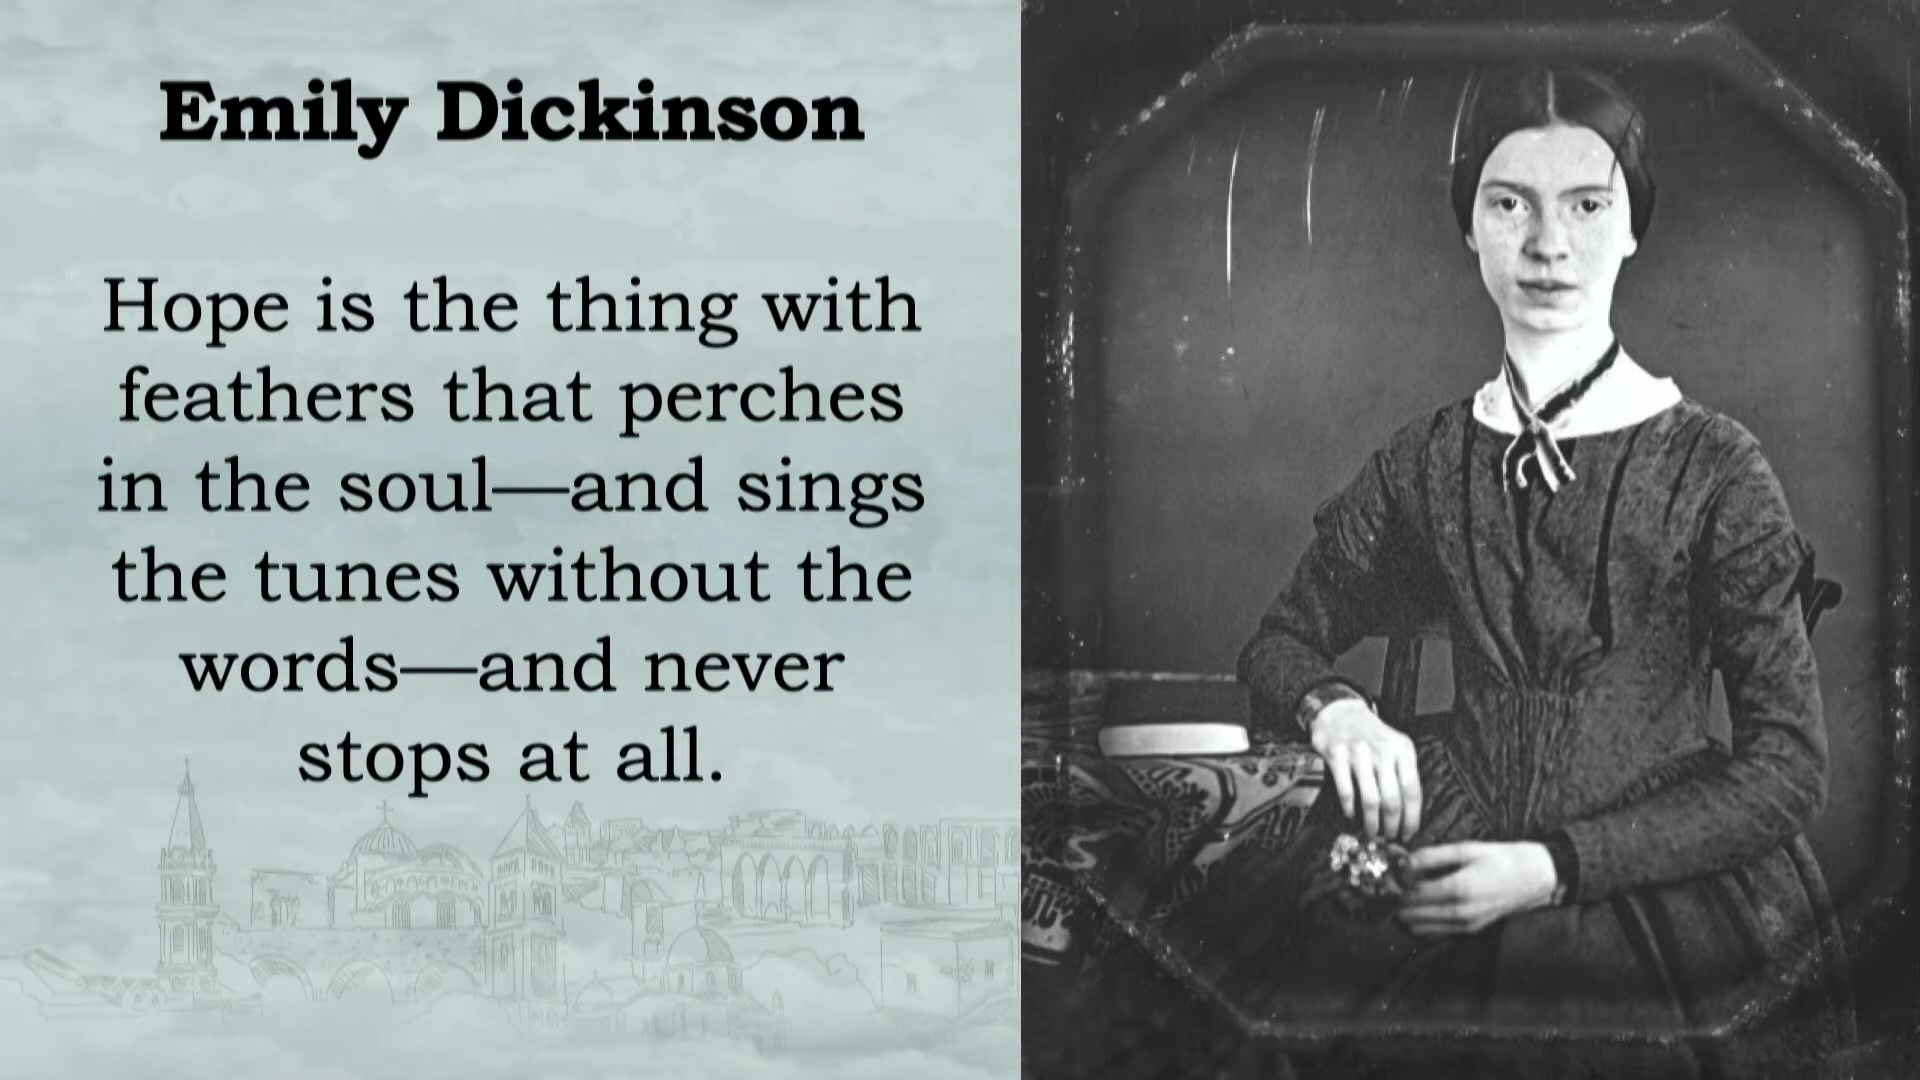 Emily Dickinson
Hope is the thing with
feathers that perches
in the soul—and sings
the tunes without the
words—and never
stops at all.